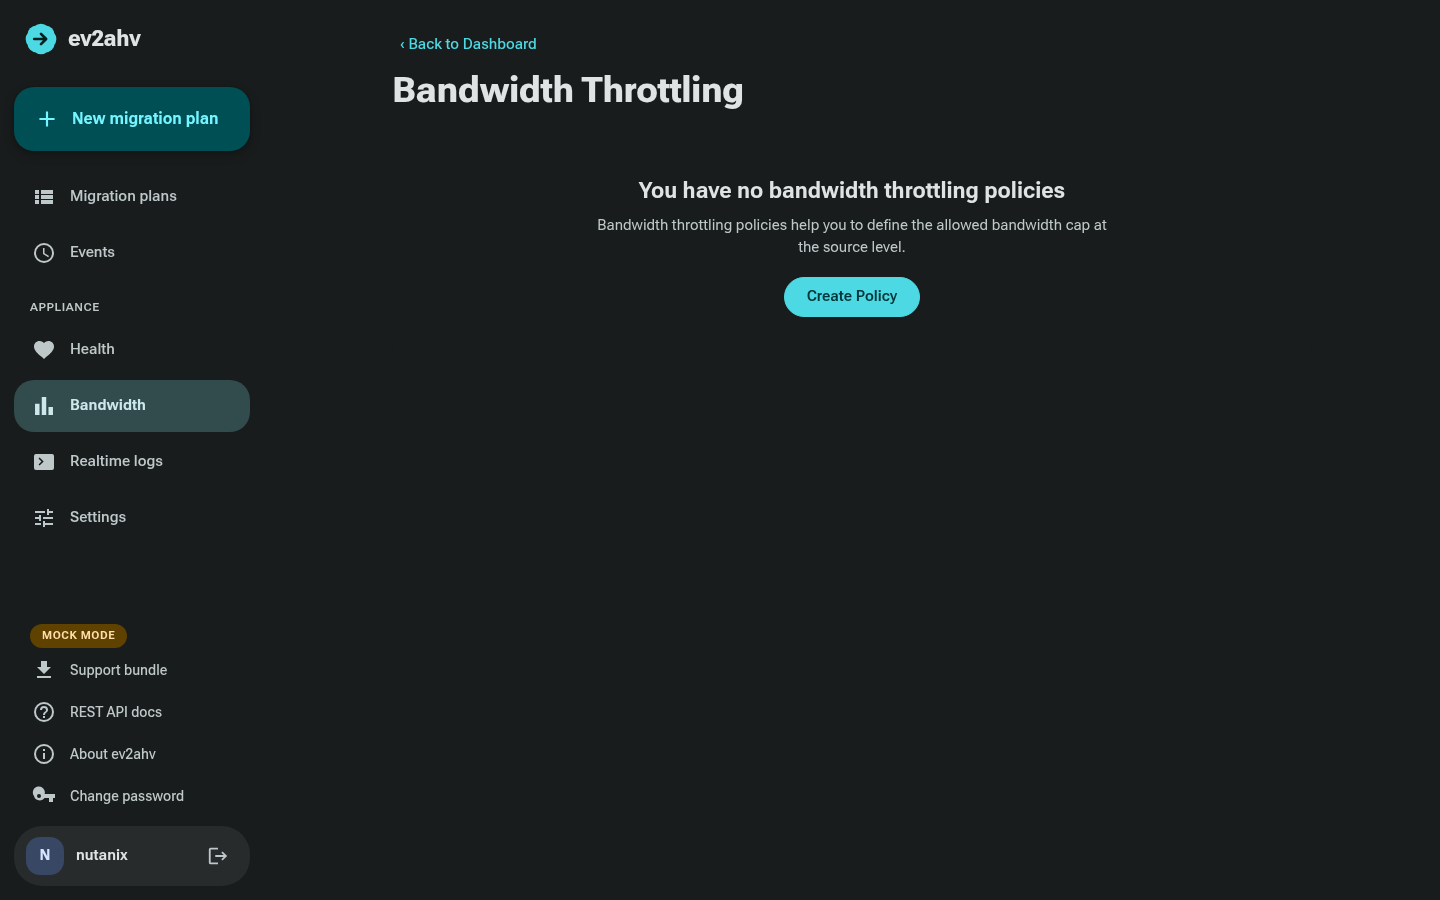 ev2ahv
New migration plan
Migration plans
Events
APPLIANCE
Health
Bandwidth
Realtime logs
Settings
MOCK MODE
Support bundle
REST API docs
About ev2ahv
Change password
N
nutanix
‹ Back to Dashboard
Bandwidth Throttling
You have no bandwidth throttling policies
Bandwidth throttling policies help you to define the allowed bandwidth cap at
the source level.
Create Policy